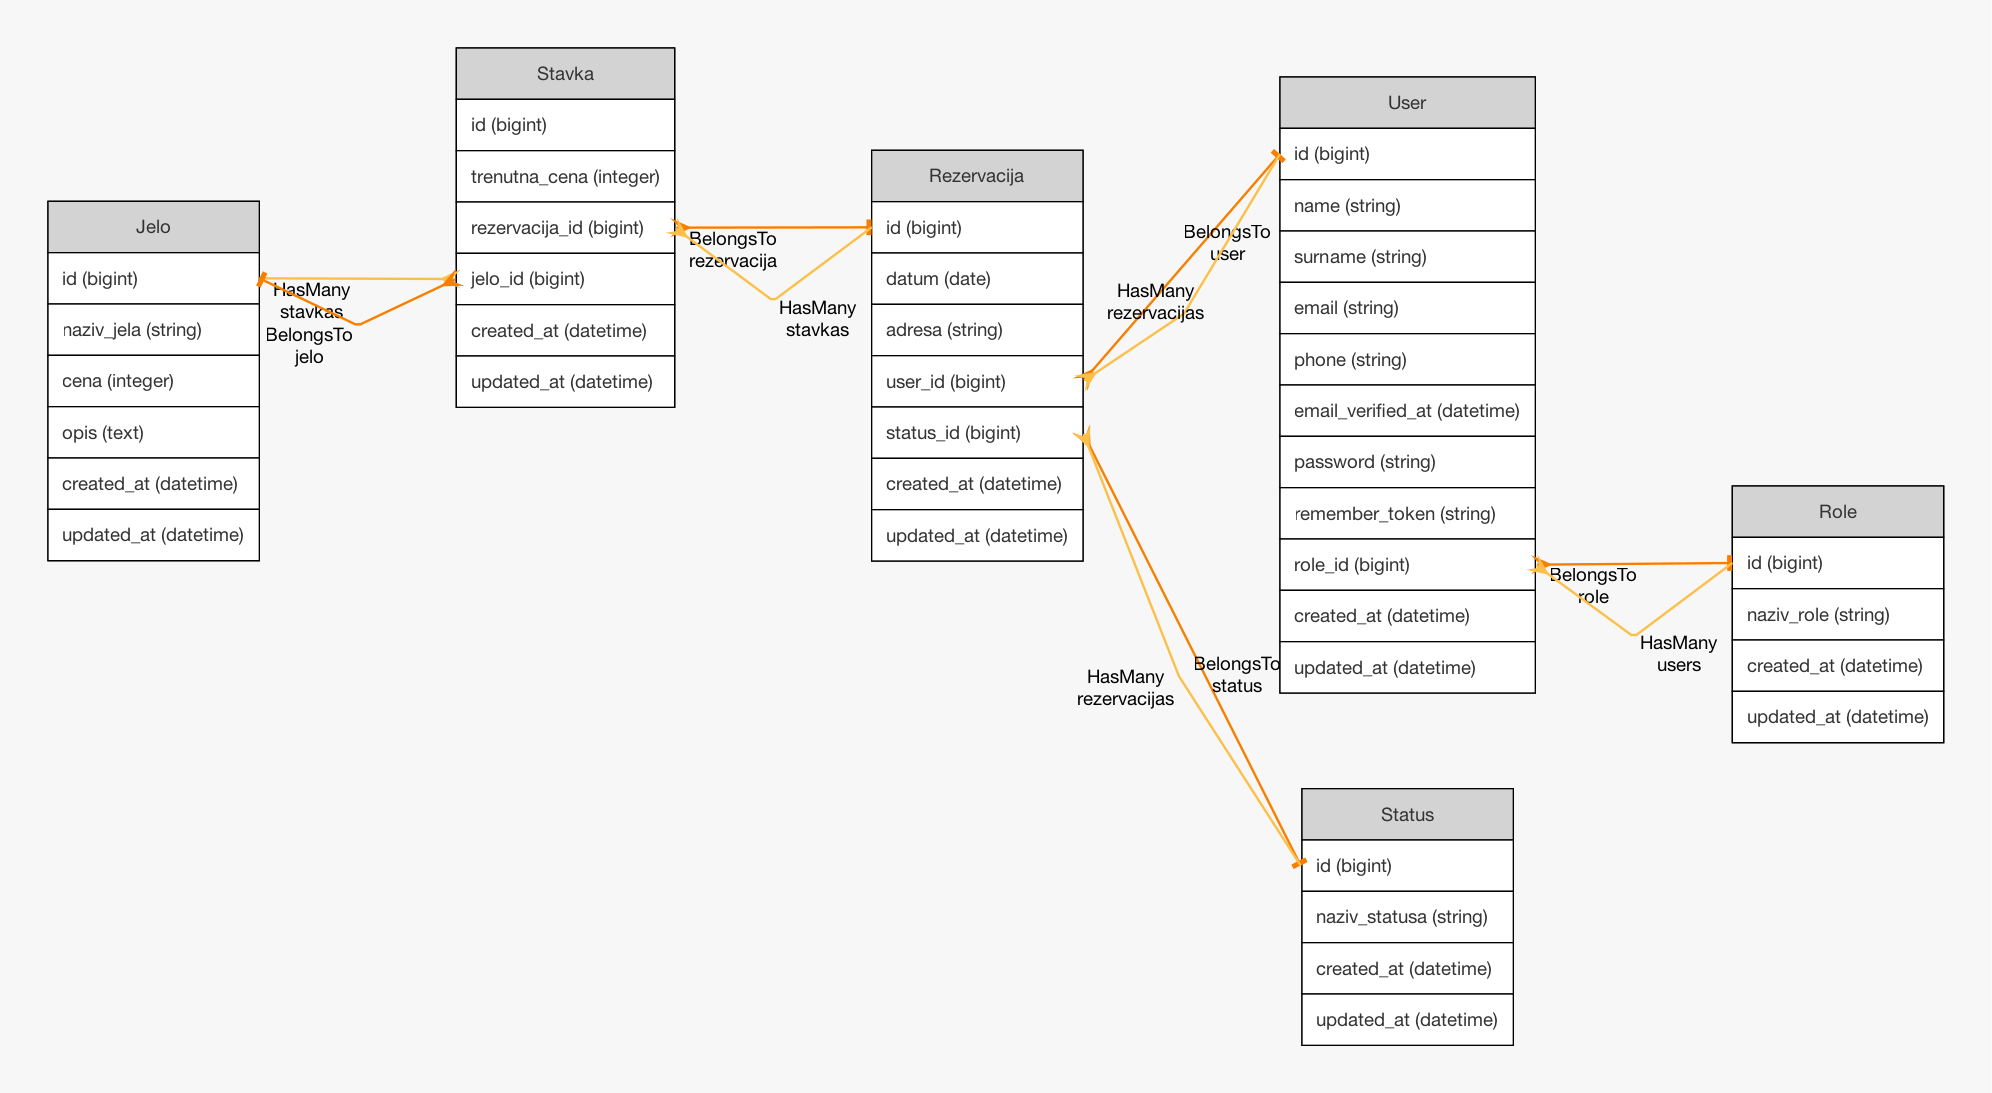 Jelo
id (bigint)
naziv_jela (string)
cena (integer)
opis (text)
created_at (datetime)
updated_at (datetime)
HasMany
stavkas
BelongsTo
jelo
Stavka
id (bigint)
trenutna_cena (integer)
rezervacija_id (bigint)
jelo_id (bigint)
created_at (datetime)
updated_at (datetime)
BelongsTo
rezervacija
HasMany
stavkas
Rezervacija
id (bigint)
datum (date)
adresa (string)
user_id (bigint)
status_id (bigint)
created_at (datetime)
updated_at (datetime)
BelongsTo
user
HasMany
rezervacijas
HasMany
rezervacijas
BelongsTo
status
User
id (bigint)
name (string)
surname (string)
email (string)
phone (string)
email_verified_at (datetime)
password (string)
remember_token (string)
role_id (bigint)
created_at (datetime)
updated_at (datetime)
BelongsTo
role
HasMany
users
Role
id (bigint)
naziv_role (string)
created_at (datetime)
updated_at (datetime)
Status
id (bigint)
naziv_statusa (string)
created_at (datetime)
updated_at (datetime)